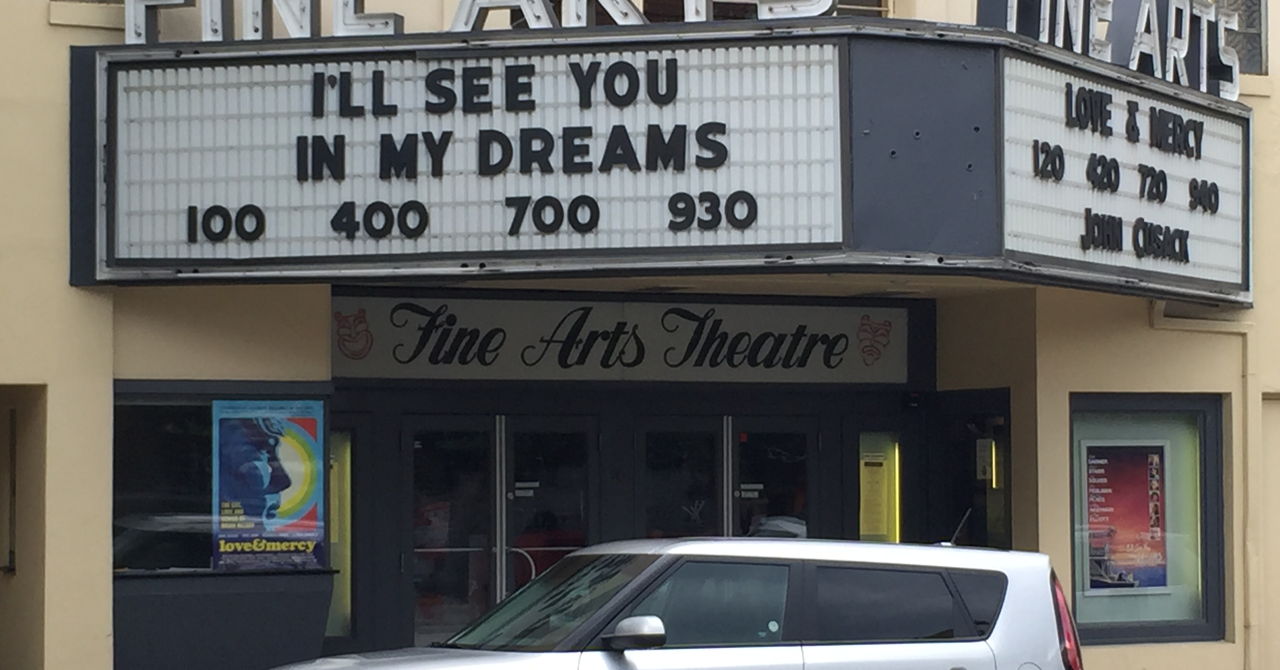 FINE ARTS
I'LL SEE YOU
IN MY DREAMS
100 400 700 930
FINE ARTS
LOVE & MERCY
120 420 720 940
JOHN CUSACK
Fine Arts Theatre
love&mercy